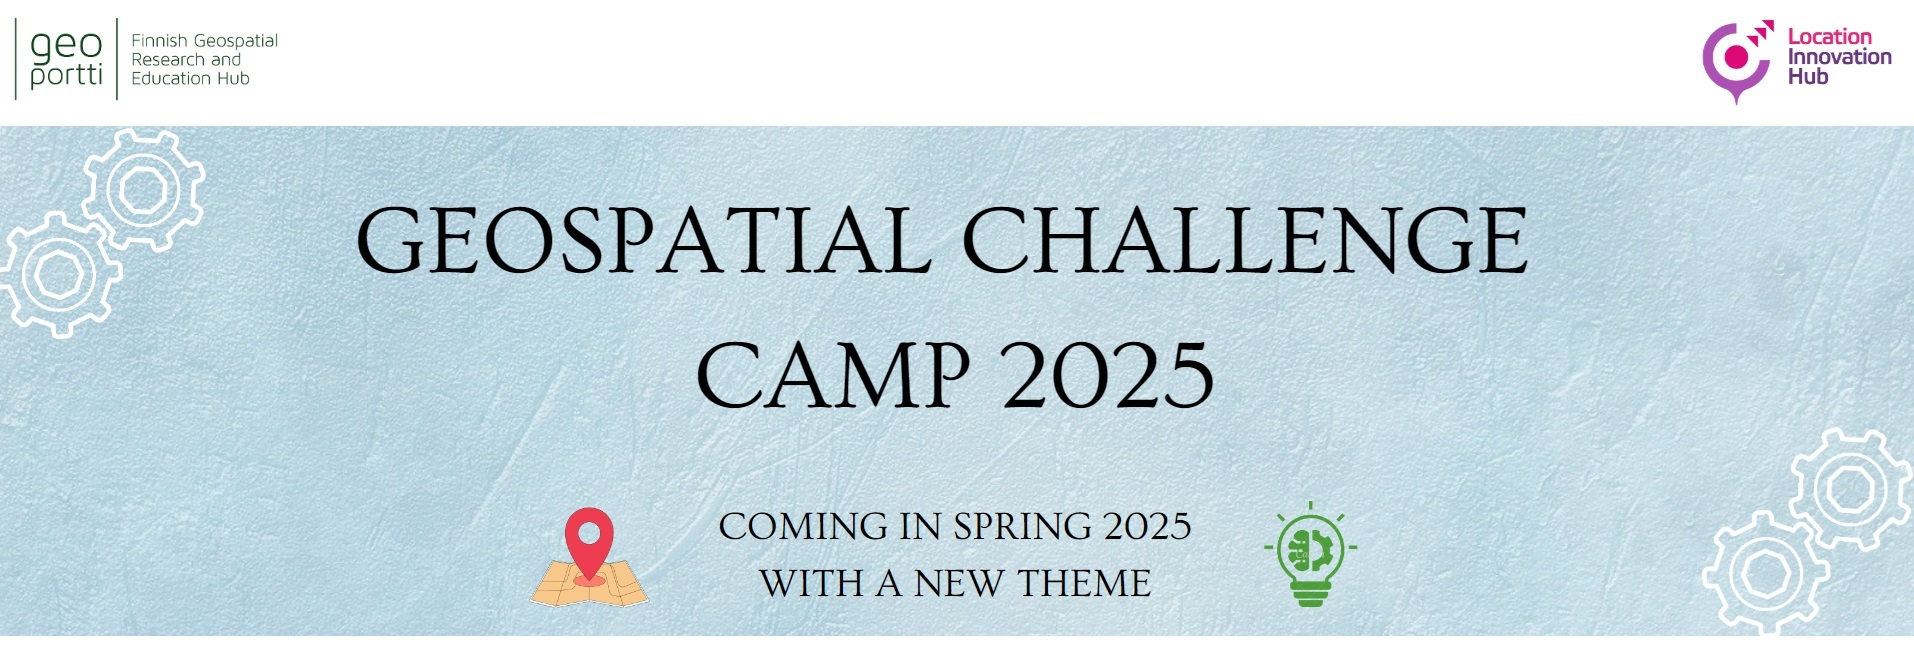 geo
portti
Finnish Geospatial
Research and
Education Hub
Location
Innovation
Hub
GEOSPATIAL CHALLENGE
CAMP 2025
COMING IN SPRING 2025
WITH A NEW THEME